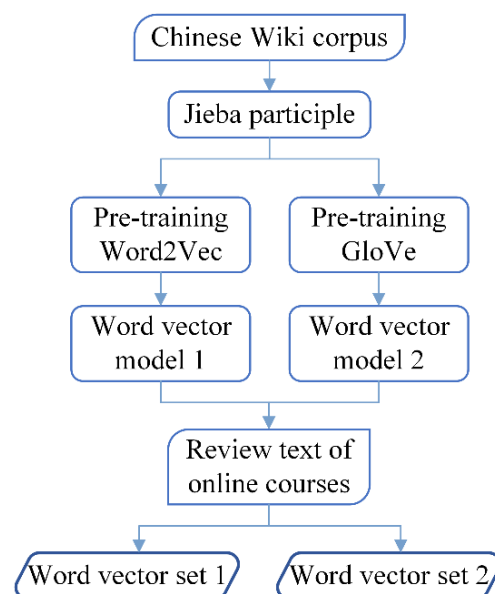 Chinese Wiki corpus
Jieba participle
Pre-training
Word2Vec
Pre-training
GloVe
Word vector
model 1
Word vector
model 2
Review text of
online courses
Word vector set 1
Word vector set 2